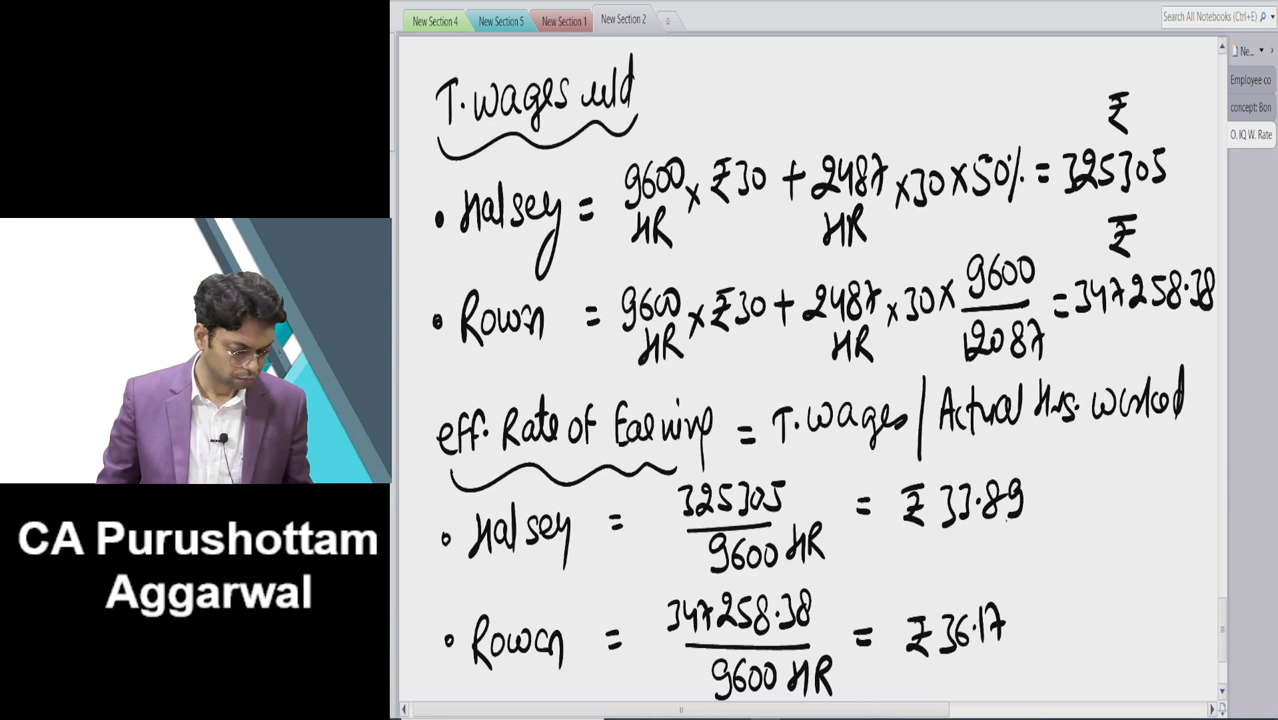 New Section 4
New Section 5
New Section 1
New Section 2
Search All Notebooks (Ctrl+E)
Ne...
Employee co
concept: Bon
O. IQ W. Rate
T. wages u/d
₹
• Halsey = 9600 HR × ₹30 + 2487 HR × 30 × 50% = 325305
₹
• Rowan = 9600 HR × ₹30 + 2487 HR × 30 × 9600/12087 = 347258.38
eff. Rate of Earning = T. wages / Actual Hrs. worked
• Halsey = 325305 / 9600 HR = ₹33.89
• Rowan = 347258.38 / 9600 HR = ₹36.17
CA Purushottam
Aggarwal